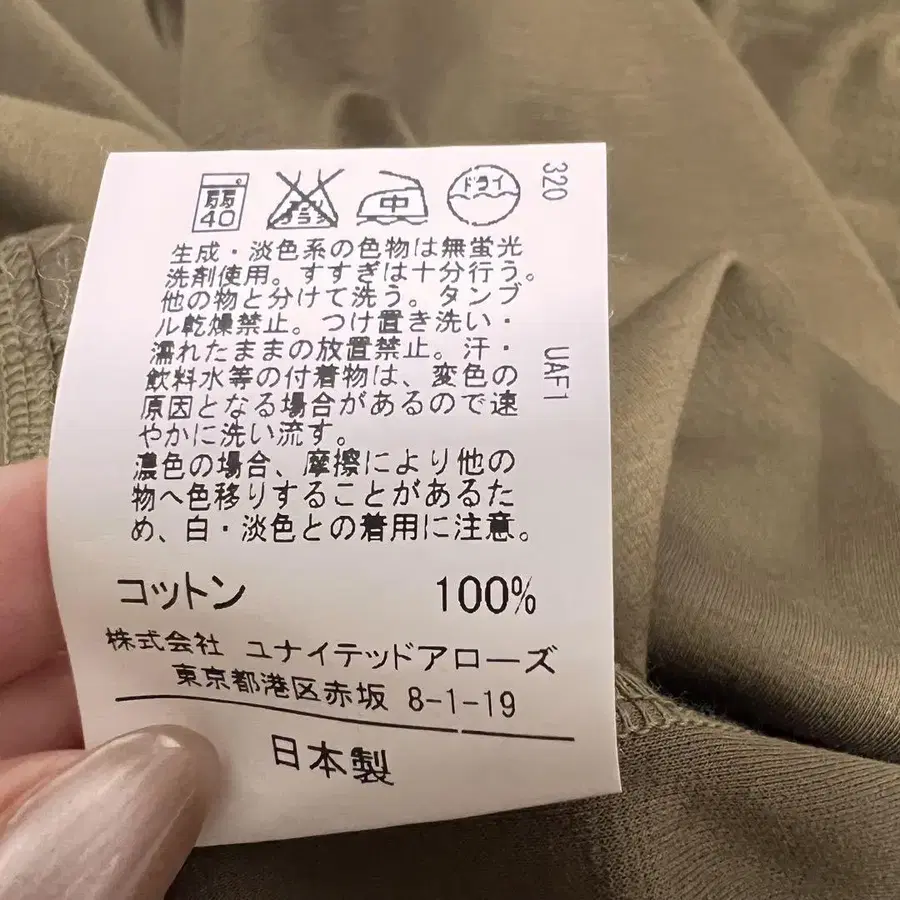 弱
40
中
ドライ
320
生成・淡色系の色物は無蛍光
洗剤使用。すすぎは十分行う。
他の物と分けて洗う。タンブ
ル乾燥禁止。つけ置き洗い・
濡れたままの放置禁止。汗・
飲料水等の付着物は、変色の
原因となる場合があるので速
やかに洗い流す。
UAF1
濃色の場合、摩擦により他の
物へ色移りすることがあるた
め、白・淡色との着用に注意。
コットン 100%
株式会社 ユナイテッドアローズ
東京都港区赤坂 8-1-19
日本製